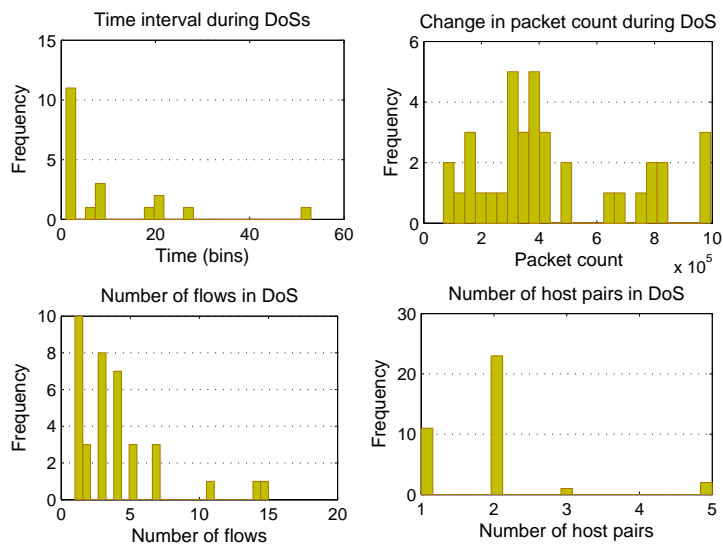 Time interval during DoSs
15
10
5
0
Frequency
0 20 40 60
Time (bins)
Change in packet count during DoS
6
4
2
0
Frequency
0 2 4 6 8 10
Packet count
x 10^5
Number of flows in DoS
10
8
6
4
2
0
Frequency
0 5 10 15 20
Number of flows
Number of host pairs in DoS
30
20
10
0
Frequency
1 2 3 4 5
Number of host pairs